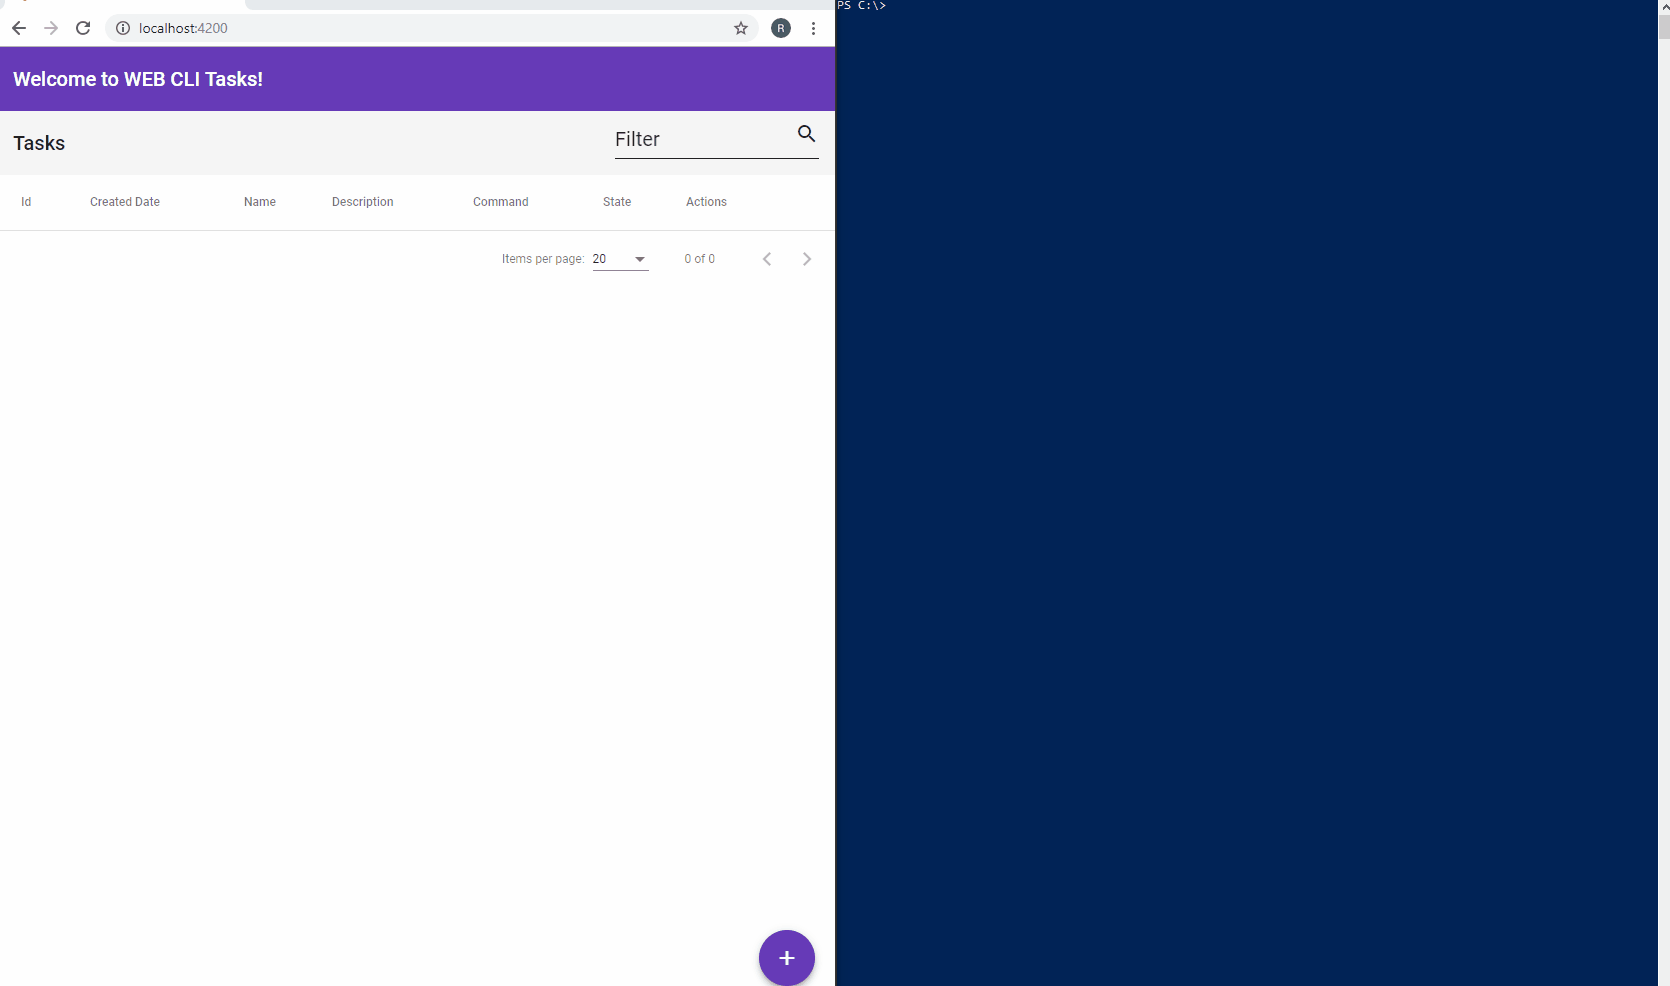 localhost:4200
R
Welcome to WEB CLI Tasks!
Tasks
Filter
Id Created Date Name Description Command State Actions
Items per page: 20 0 of 0
+
PS C:\>